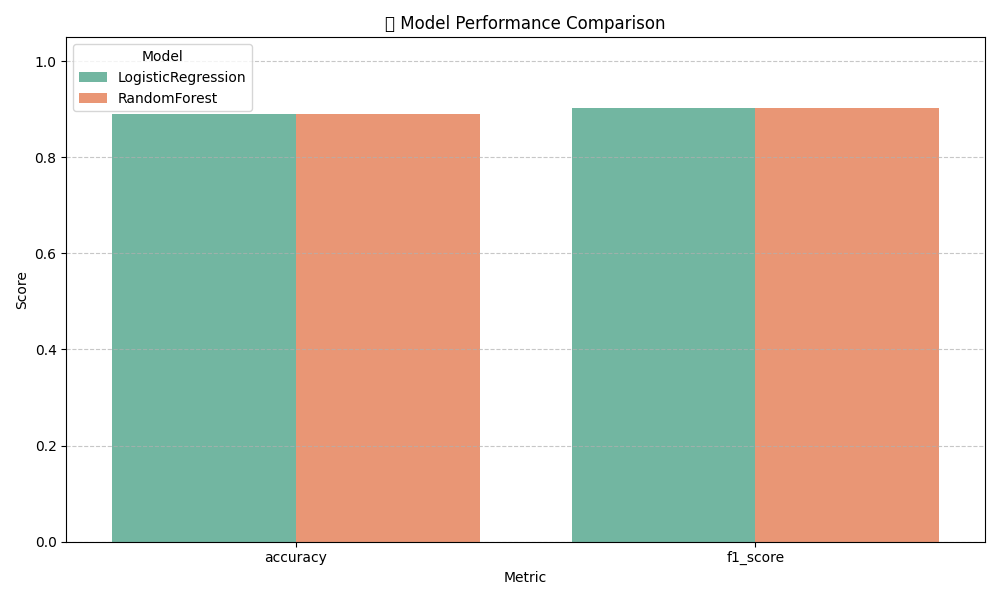 Model Performance Comparison
Model
LogisticRegression
RandomForest
Score
1.0
0.8
0.6
0.4
0.2
0.0
accuracy
f1_score
Metric